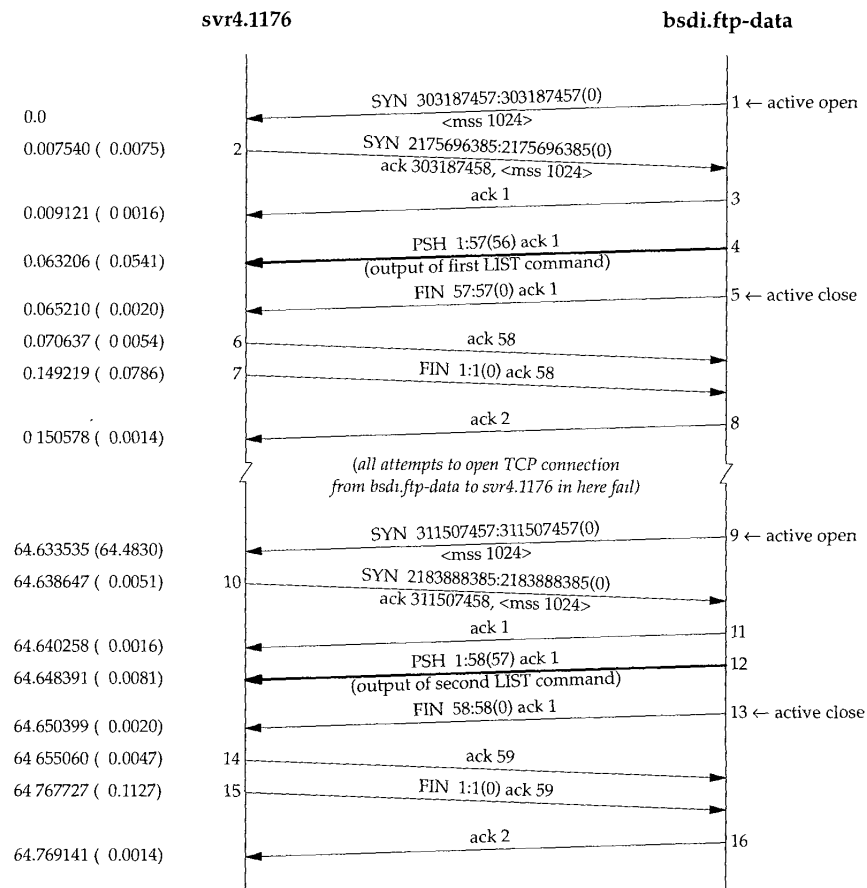 svr4.1176 bsdi.ftp-data
SYN 303187457:303187457(0) 1 ← active open
0.0 <mss 1024>
0.007540 ( 0.0075) 2 SYN 2175696385:2175696385(0)
ack 303187458, <mss 1024>
ack 1 3
0.009121 ( 0 0016)
PSH 1:57(56) ack 1 4
0.063206 ( 0.0541) (output of first LIST command)
FIN 57:57(0) ack 1 5 ← active close
0.065210 ( 0.0020)
0.070637 ( 0 0054) 6 ack 58
0.149219 ( 0.0786) 7 FIN 1:1(0) ack 58
ack 2 8
0 150578 ( 0.0014)
(all attempts to open TCP connection
from bsdi.ftp-data to svr4.1176 in here fail)
SYN 311507457:311507457(0) 9 ← active open
64.633535 (64.4830) <mss 1024>
64.638647 ( 0.0051) 10 SYN 2183888385:2183888385(0)
ack 311507458, <mss 1024>
ack 1 11
64.640258 ( 0.0016)
PSH 1:58(57) ack 1 12
64.648391 ( 0.0081) (output of second LIST command)
FIN 58:58(0) ack 1 13 ← active close
64.650399 ( 0.0020)
64 655060 ( 0.0047) 14 ack 59
64 767727 ( 0.1127) 15 FIN 1:1(0) ack 59
ack 2 16
64.769141 ( 0.0014)